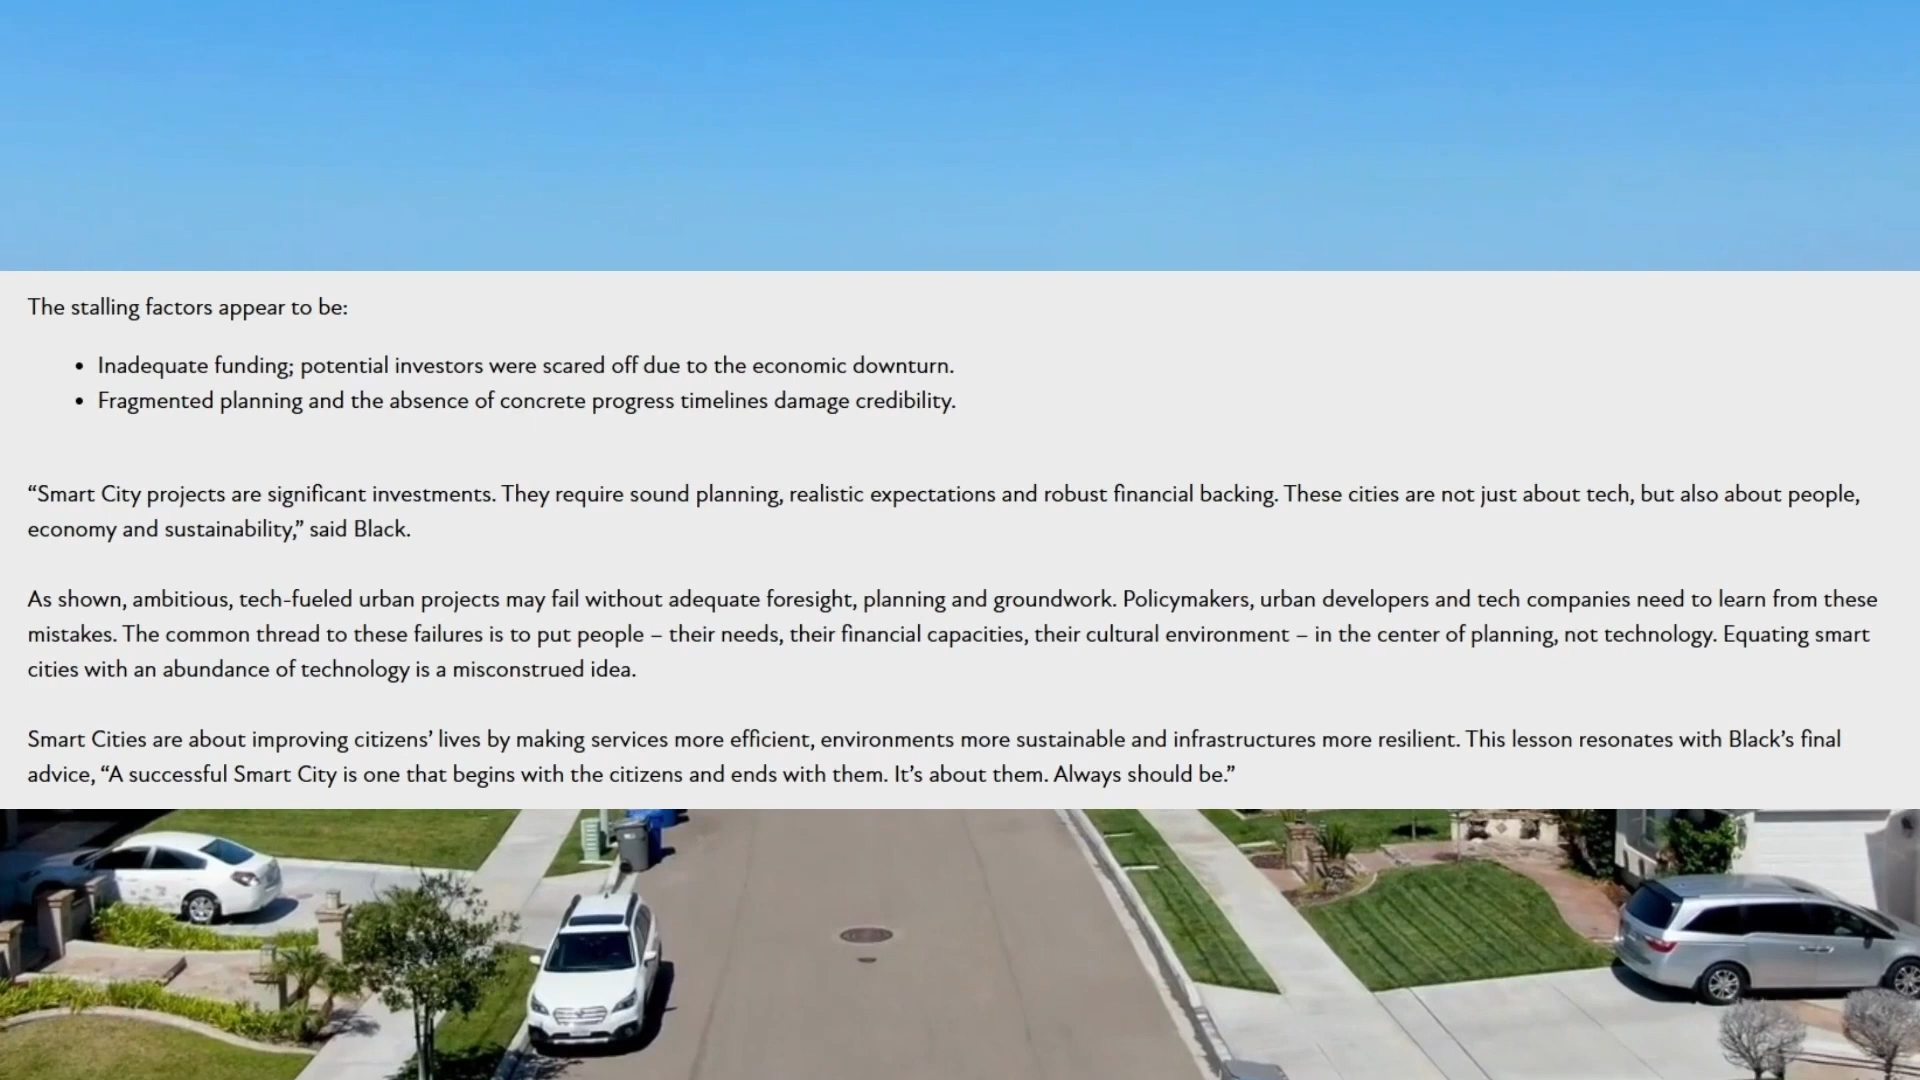 The stalling factors appear to be:
• Inadequate funding; potential investors were scared off due to the economic downturn.
• Fragmented planning and the absence of concrete progress timelines damage credibility.
“Smart City projects are significant investments. They require sound planning, realistic expectations and robust financial backing. These cities are not just about tech, but also about people,
economy and sustainability,” said Black.
As shown, ambitious, tech-fueled urban projects may fail without adequate foresight, planning and groundwork. Policymakers, urban developers and tech companies need to learn from these
mistakes. The common thread to these failures is to put people – their needs, their financial capacities, their cultural environment – in the center of planning, not technology. Equating smart
cities with an abundance of technology is a misconstrued idea.
Smart Cities are about improving citizens’ lives by making services more efficient, environments more sustainable and infrastructures more resilient. This lesson resonates with Black’s final
advice, “A successful Smart City is one that begins with the citizens and ends with them. It’s about them. Always should be.”